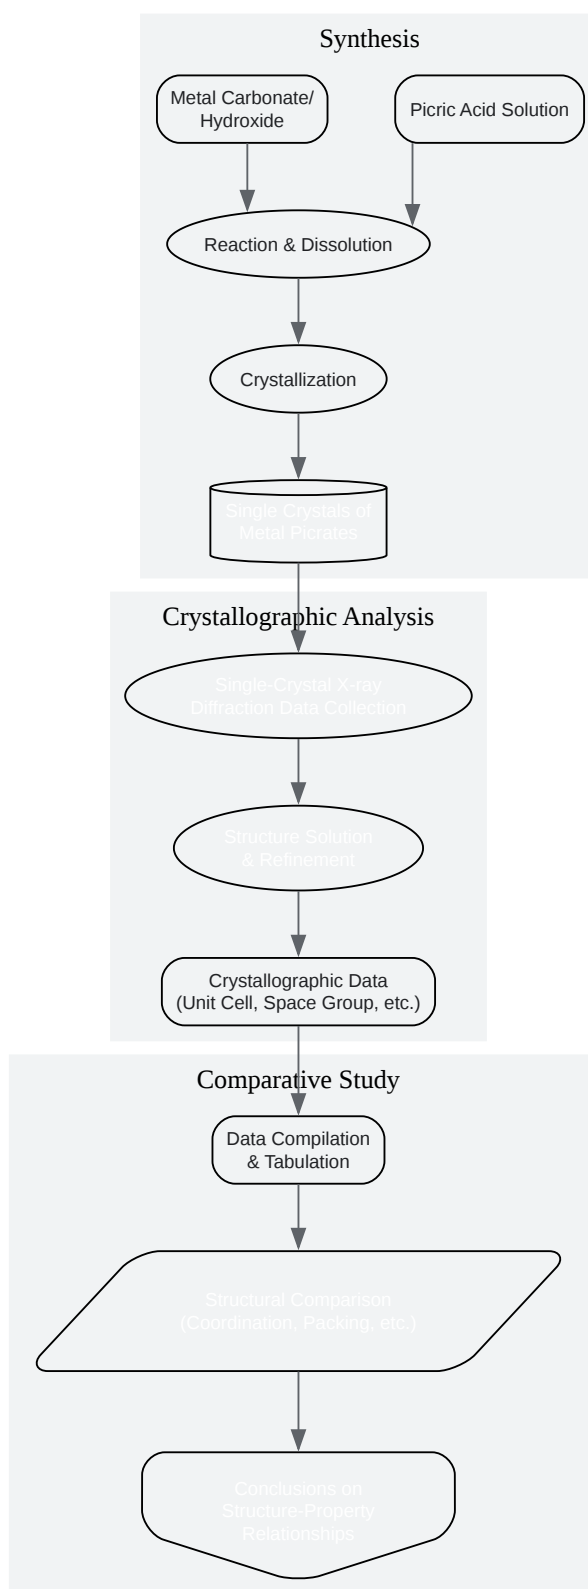 Synthesis
Metal Carbonate/
Hydroxide
Picric Acid Solution
Reaction & Dissolution
Crystallization
Single Crystals of
Metal Picrates
Crystallographic Analysis
Single-Crystal X-ray
Diffraction Data Collection
Structure Solution
& Refinement
Crystallographic Data
(Unit Cell, Space Group, etc.)
Comparative Study
Data Compilation
& Tabulation
Structural Comparison
(Coordination, Packing, etc.)
Conclusions on
Structure-Property
Relationships